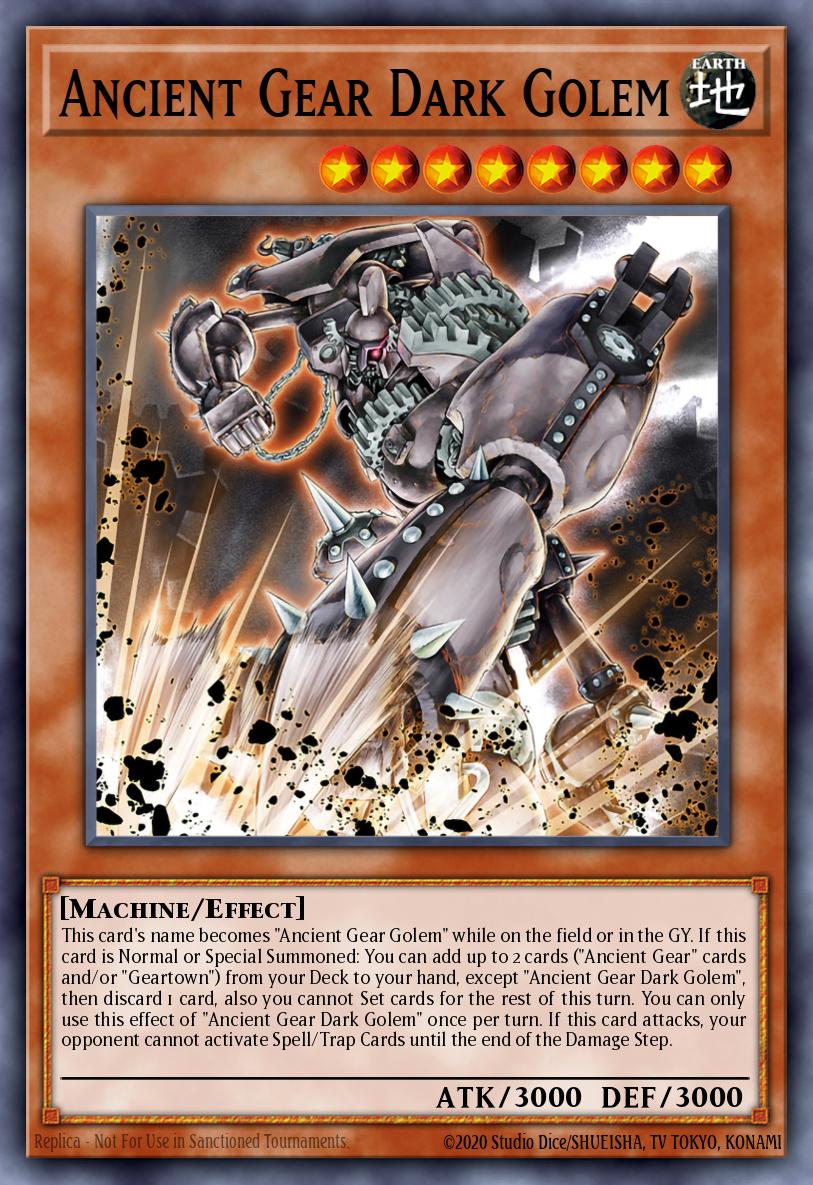 ANCIENT GEAR DARK GOLEM
EARTH
地
[MACHINE/EFFECT]
This card's name becomes "Ancient Gear Golem" while on the field or in the GY. If this
card is Normal or Special Summoned: You can add up to 2 cards ("Ancient Gear" cards
and/or "Geartown") from your Deck to your hand, except "Ancient Gear Dark Golem",
then discard 1 card, also you cannot Set cards for the rest of this turn. You can only
use this effect of "Ancient Gear Dark Golem" once per turn. If this card attacks, your
opponent cannot activate Spell/Trap Cards until the end of the Damage Step.
ATK/3000 DEF/3000
Replica - Not For Use in Sanctioned Tournaments.
©2020 Studio Dice/SHUEISHA, TV TOKYO, KONAMI